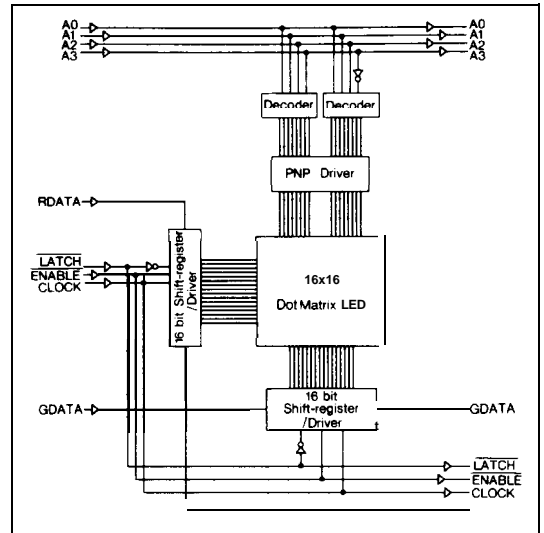 A0 A0
A1 A1
A2 A2
A3 A3
Decoder Decoder
PNP Driver
RDATA
LATCH
ENABLE
CLOCK
16 bit Shift-register
/Driver
16x16
Dot Matrix LED
GDATA
16 bit
Shift-register
/Driver
GDATA
LATCH
ENABLE
CLOCK